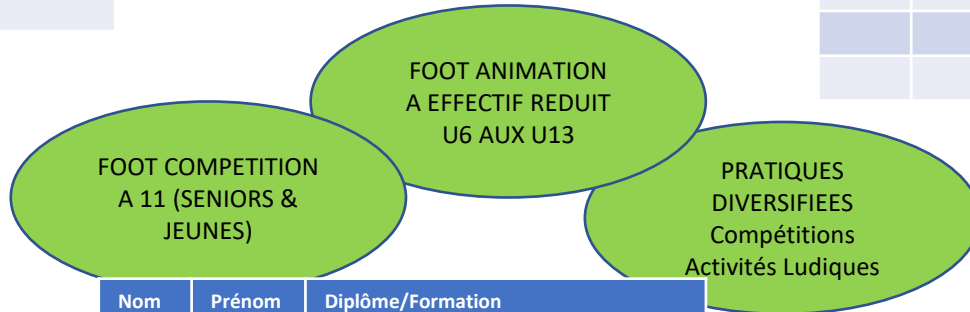 FOOT ANIMATION
A EFFECTIF REDUIT
U6 AUX U13
FOOT COMPETITION
A 11 (SENIORS &
JEUNES)
PRATIQUES
DIVERSIFIEES
Compétitions
Activités Ludiques
Nom Prénom Diplôme/Formation